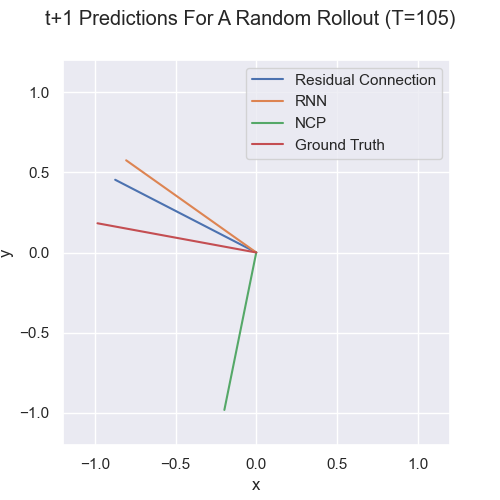 t+1 Predictions For A Random Rollout (T=105)
Residual Connection
RNN
NCP
Ground Truth
1.0
0.5
0.0
−0.5
−1.0
y
−1.0 −0.5 0.0 0.5 1.0
x